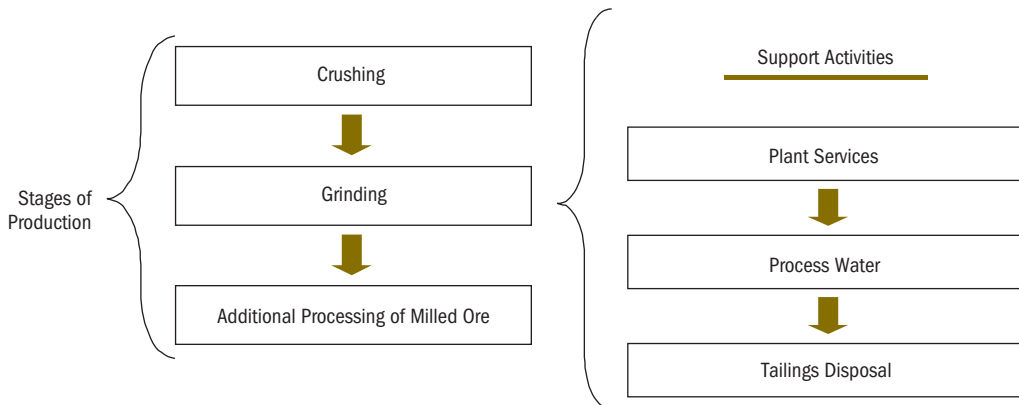 Stages of
Production
Crushing
Grinding
Additional Processing of Milled Ore
Support Activities
Plant Services
Process Water
Tailings Disposal